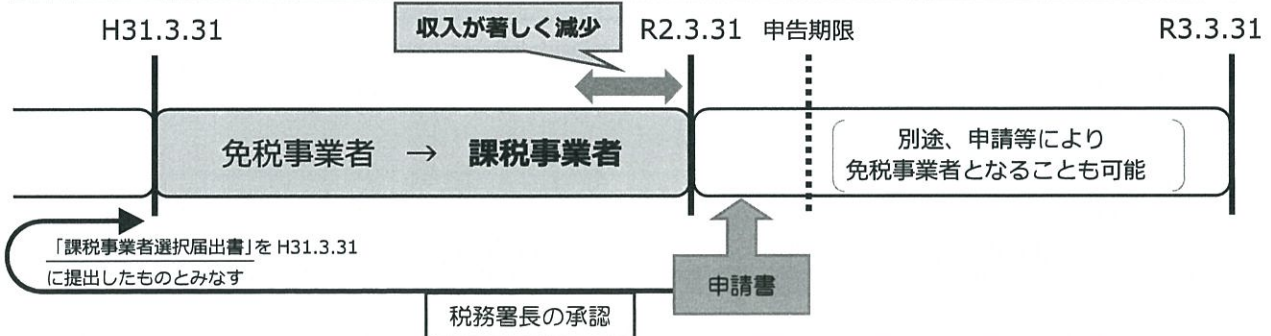 H31.3.31
収入が著しく減少
R2.3.31
申告期限
R3.3.31
免税事業者 → 課税事業者
別途、申請等により
免税事業者となることも可能
「課税事業者選択届出書」を H31.3.31
に提出したものとみなす
申請書
税務署長の承認